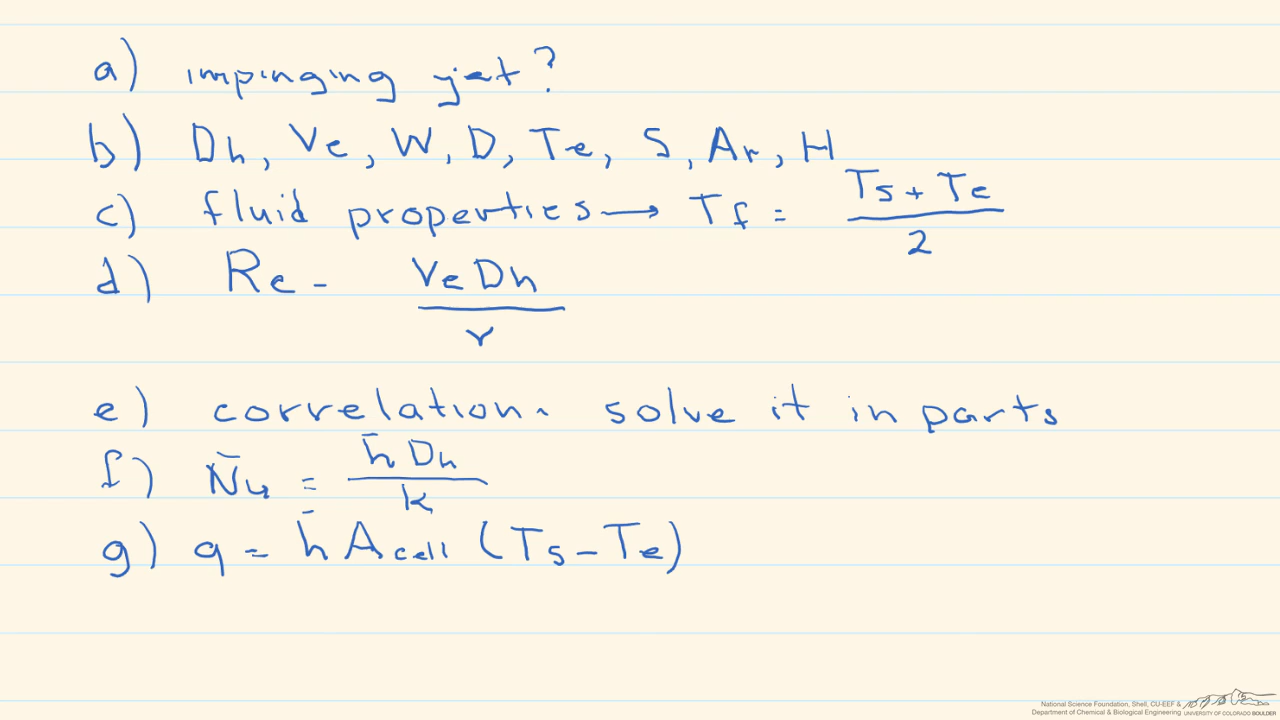 a) impinging jet?
b) Dh, Ve, W, D, Te, S, Ar, H
c) fluid properties → Tf = (Ts + Te)/2
d) Re = VeDh/ν
e) correlation. solve it in parts
f) N̄u = h̄Dh/k
g) q = h̄Acell (Ts - Te)
National Science Foundation, Shell, CU-EEF &
Department of Chemical & Biological Engineering UNIVERSITY OF COLORADO BOULDER